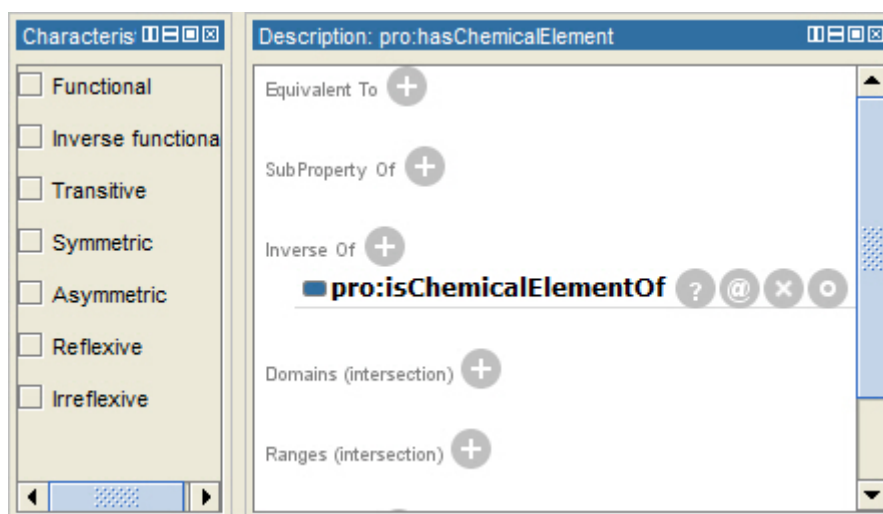 Characteris
Functional
Inverse functiona
Transitive
Symmetric
Asymmetric
Reflexive
Irreflexive
Description: pro:hasChemicalElement
Equivalent To
SubProperty Of
Inverse Of
pro:isChemicalElementOf
Domains (intersection)
Ranges (intersection)